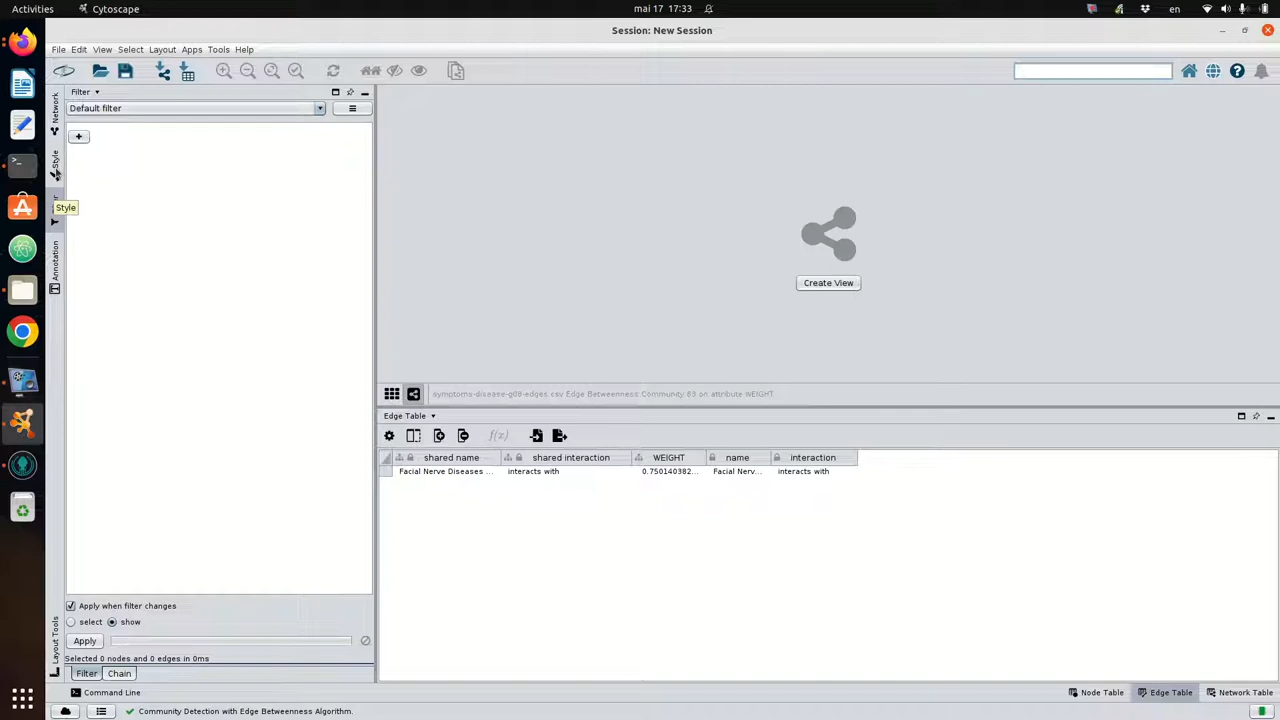 Activities Cytoscape mai 17 17:33 en
Session: New Session
File Edit View Select Layout Apps Tools Help
Filter
Default filter
+
Network
Style
Style
Annotation
Layout Tools
Create View
symptoms-disease-g08-edges.csv Edge Betweenness Community 83 on attribute WEIGHT
Edge Table
f(x)
shared name shared interaction WEIGHT name interaction
Facial Nerve Diseases ... interacts with 0.750140382... Facial Nerv... interacts with
Apply when filter changes
select show
Apply
Selected 0 nodes and 0 edges in 0ms
Filter Chain
Command Line Node Table Edge Table Network Table
Community Detection with Edge Betweenness Algorithm.